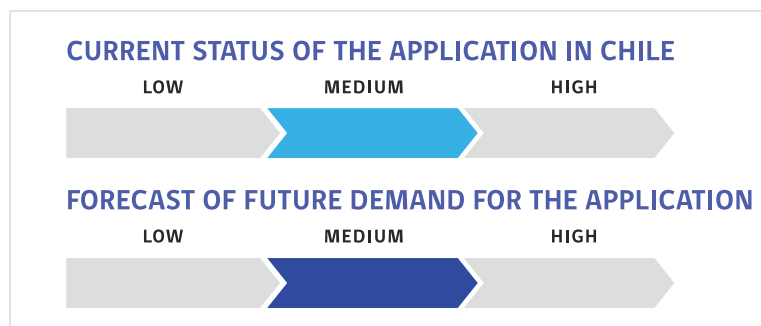 CURRENT STATUS OF THE APPLICATION IN CHILE
LOW MEDIUM HIGH
FORECAST OF FUTURE DEMAND FOR THE APPLICATION
LOW MEDIUM HIGH